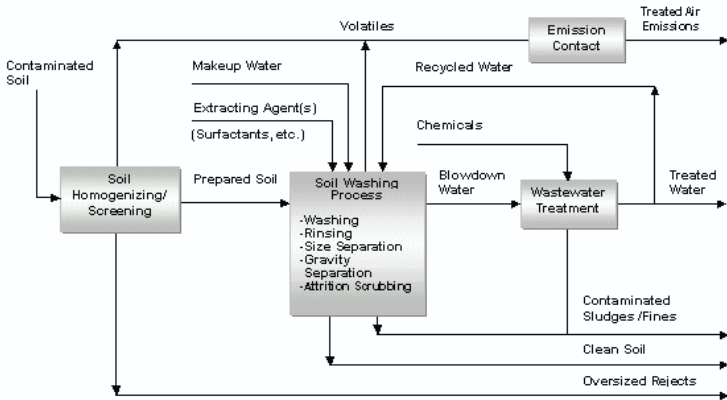 Treated Air
Emissions
Volatiles
Emission
Contact
Contaminated
Soil
Makeup Water
Recycled Water
Extracting Agent(s)
(Surfactants, etc.)
Chemicals
Soil
Homogenizing/
Screening
Prepared Soil
Soil Washing
Process
-Washing
-Rinsing
-Size Separation
-Gravity
Separation
-Attrition Scrubbing
Blowdown
Water
Wastewater
Treatment
Treated
Water
Contaminated
Sludges/Fines
Clean Soil
Oversized Rejects